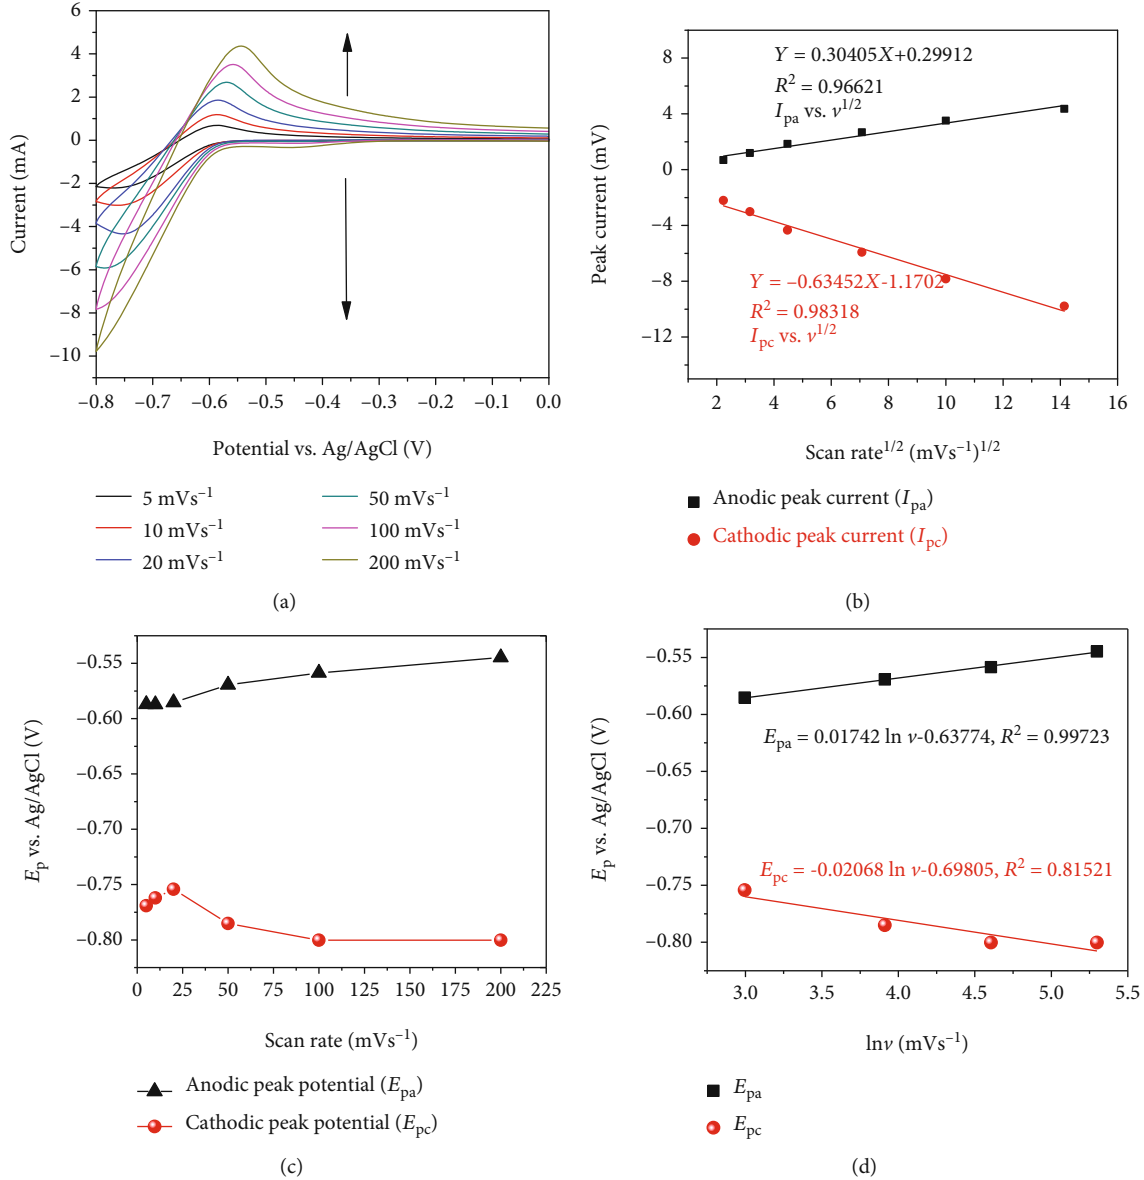 6
4
2
0
−2
−4
−6
−8
−10
Current (mA)
−0.8 −0.7 −0.6 −0.5 −0.4 −0.3 −0.2 −0.1 0.0
Potential vs. Ag/AgCl (V)
5 mVs⁻¹
10 mVs⁻¹
20 mVs⁻¹
50 mVs⁻¹
100 mVs⁻¹
200 mVs⁻¹
(a)
8
4
0
−4
−8
−12
Peak current (mV)
Y = 0.30405X+0.29912
R² = 0.96621
Ipa vs. v^1/2
Y = −0.63452X-1.1702
R² = 0.98318
Ipc vs. v^1/2
2 4 6 8 10 12 14 16
Scan rate^1/2 (mVs⁻¹)^1/2
Anodic peak current (Ipa)
Cathodic peak current (Ipc)
(b)
−0.55
−0.60
−0.65
−0.70
−0.75
−0.80
Ep vs. Ag/AgCl (V)
0 25 50 75 100 125 150 175 200 225
Scan rate (mVs⁻¹)
Anodic peak potential (Epa)
Cathodic peak potential (Epc)
(c)
−0.55
−0.60
−0.65
−0.70
−0.75
−0.80
Ep vs. Ag/AgCl (V)
Epa = 0.01742 ln v-0.63774, R² = 0.99723
Epc = -0.02068 ln v-0.69805, R² = 0.81521
3.0 3.5 4.0 4.5 5.0 5.5
lnv (mVs⁻¹)
Epa
Epc
(d)